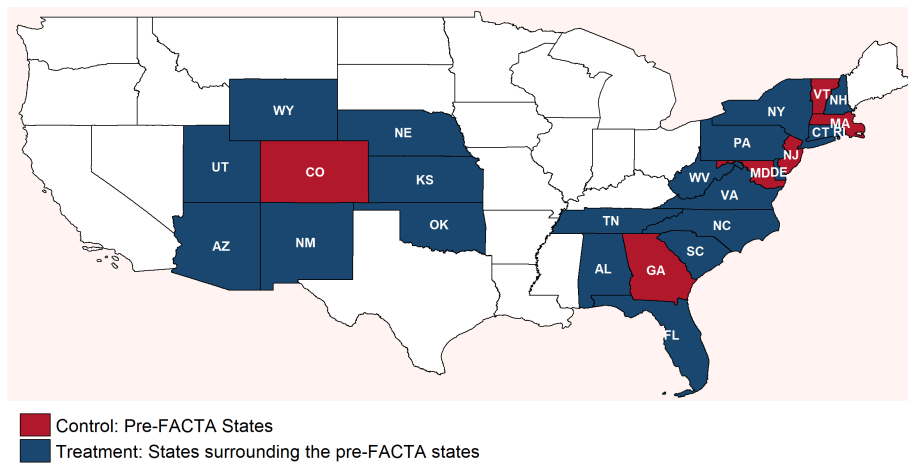 VT
NH
WY
NY
MA
NE
CT RI
PA
NJ
UT
CO
KS
WV
MD DE
VA
TN
NC
OK
AZ
NM
SC
AL
GA
FL
Control: Pre-FACTA States
Treatment: States surrounding the pre-FACTA states